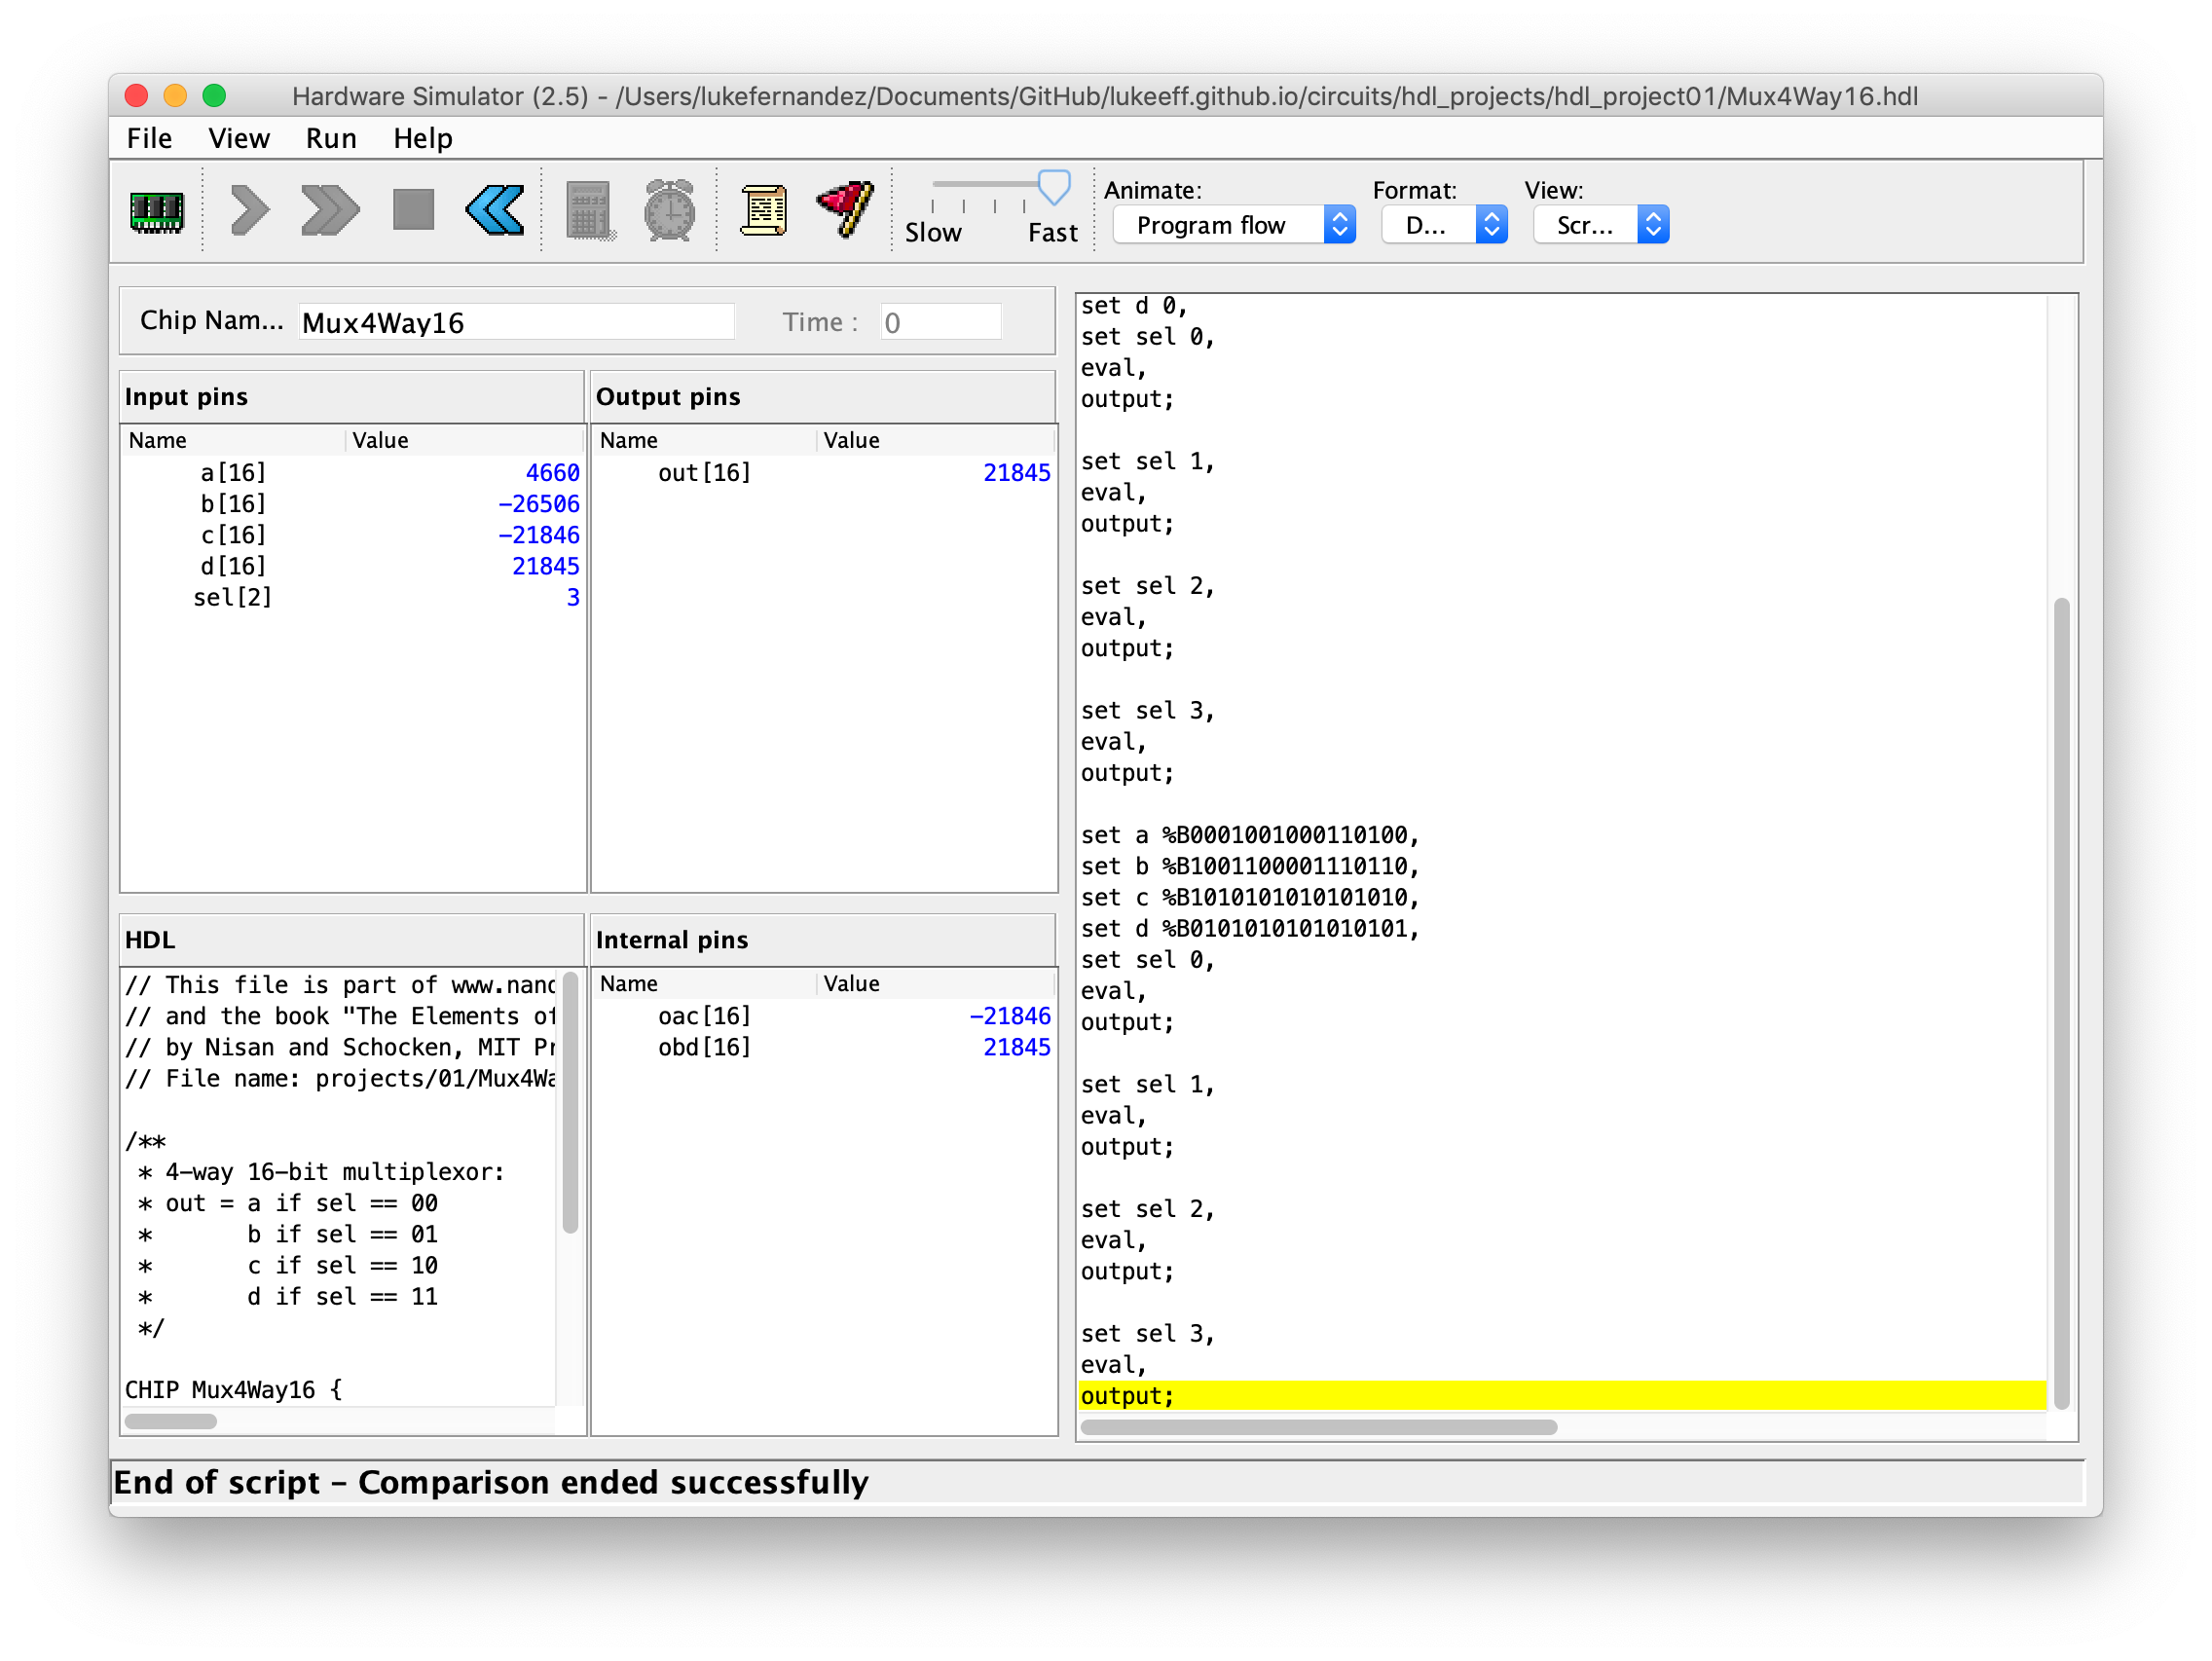 Hardware Simulator (2.5) - /Users/lukefernandez/Documents/GitHub/lukeeff.github.io/circuits/hdl_projects/hdl_project01/Mux4Way16.hdl
File View Run Help
Slow Fast
Animate: Format: View:
Program flow D... Scr...
Chip Nam... Mux4Way16 Time : 0
Input pins
Name Value
a[16] 4660
b[16] -26506
c[16] -21846
d[16] 21845
sel[2] 3
Output pins
Name Value
out[16] 21845
HDL
// This file is part of www.nand
// and the book "The Elements of
// by Nisan and Schocken, MIT Pr
// File name: projects/01/Mux4Wa
/**
* 4-way 16-bit multiplexor:
* out = a if sel == 00
* b if sel == 01
* c if sel == 10
* d if sel == 11
*/
CHIP Mux4Way16 {
Internal pins
Name Value
oac[16] -21846
obd[16] 21845
set d 0,
set sel 0,
eval,
output;
set sel 1,
eval,
output;
set sel 2,
eval,
output;
set sel 3,
eval,
output;
set a %B0001001000110100,
set b %B1001100001110110,
set c %B1010101010101010,
set d %B0101010101010101,
set sel 0,
eval,
output;
set sel 1,
eval,
output;
set sel 2,
eval,
output;
set sel 3,
eval,
output;
End of script - Comparison ended successfully